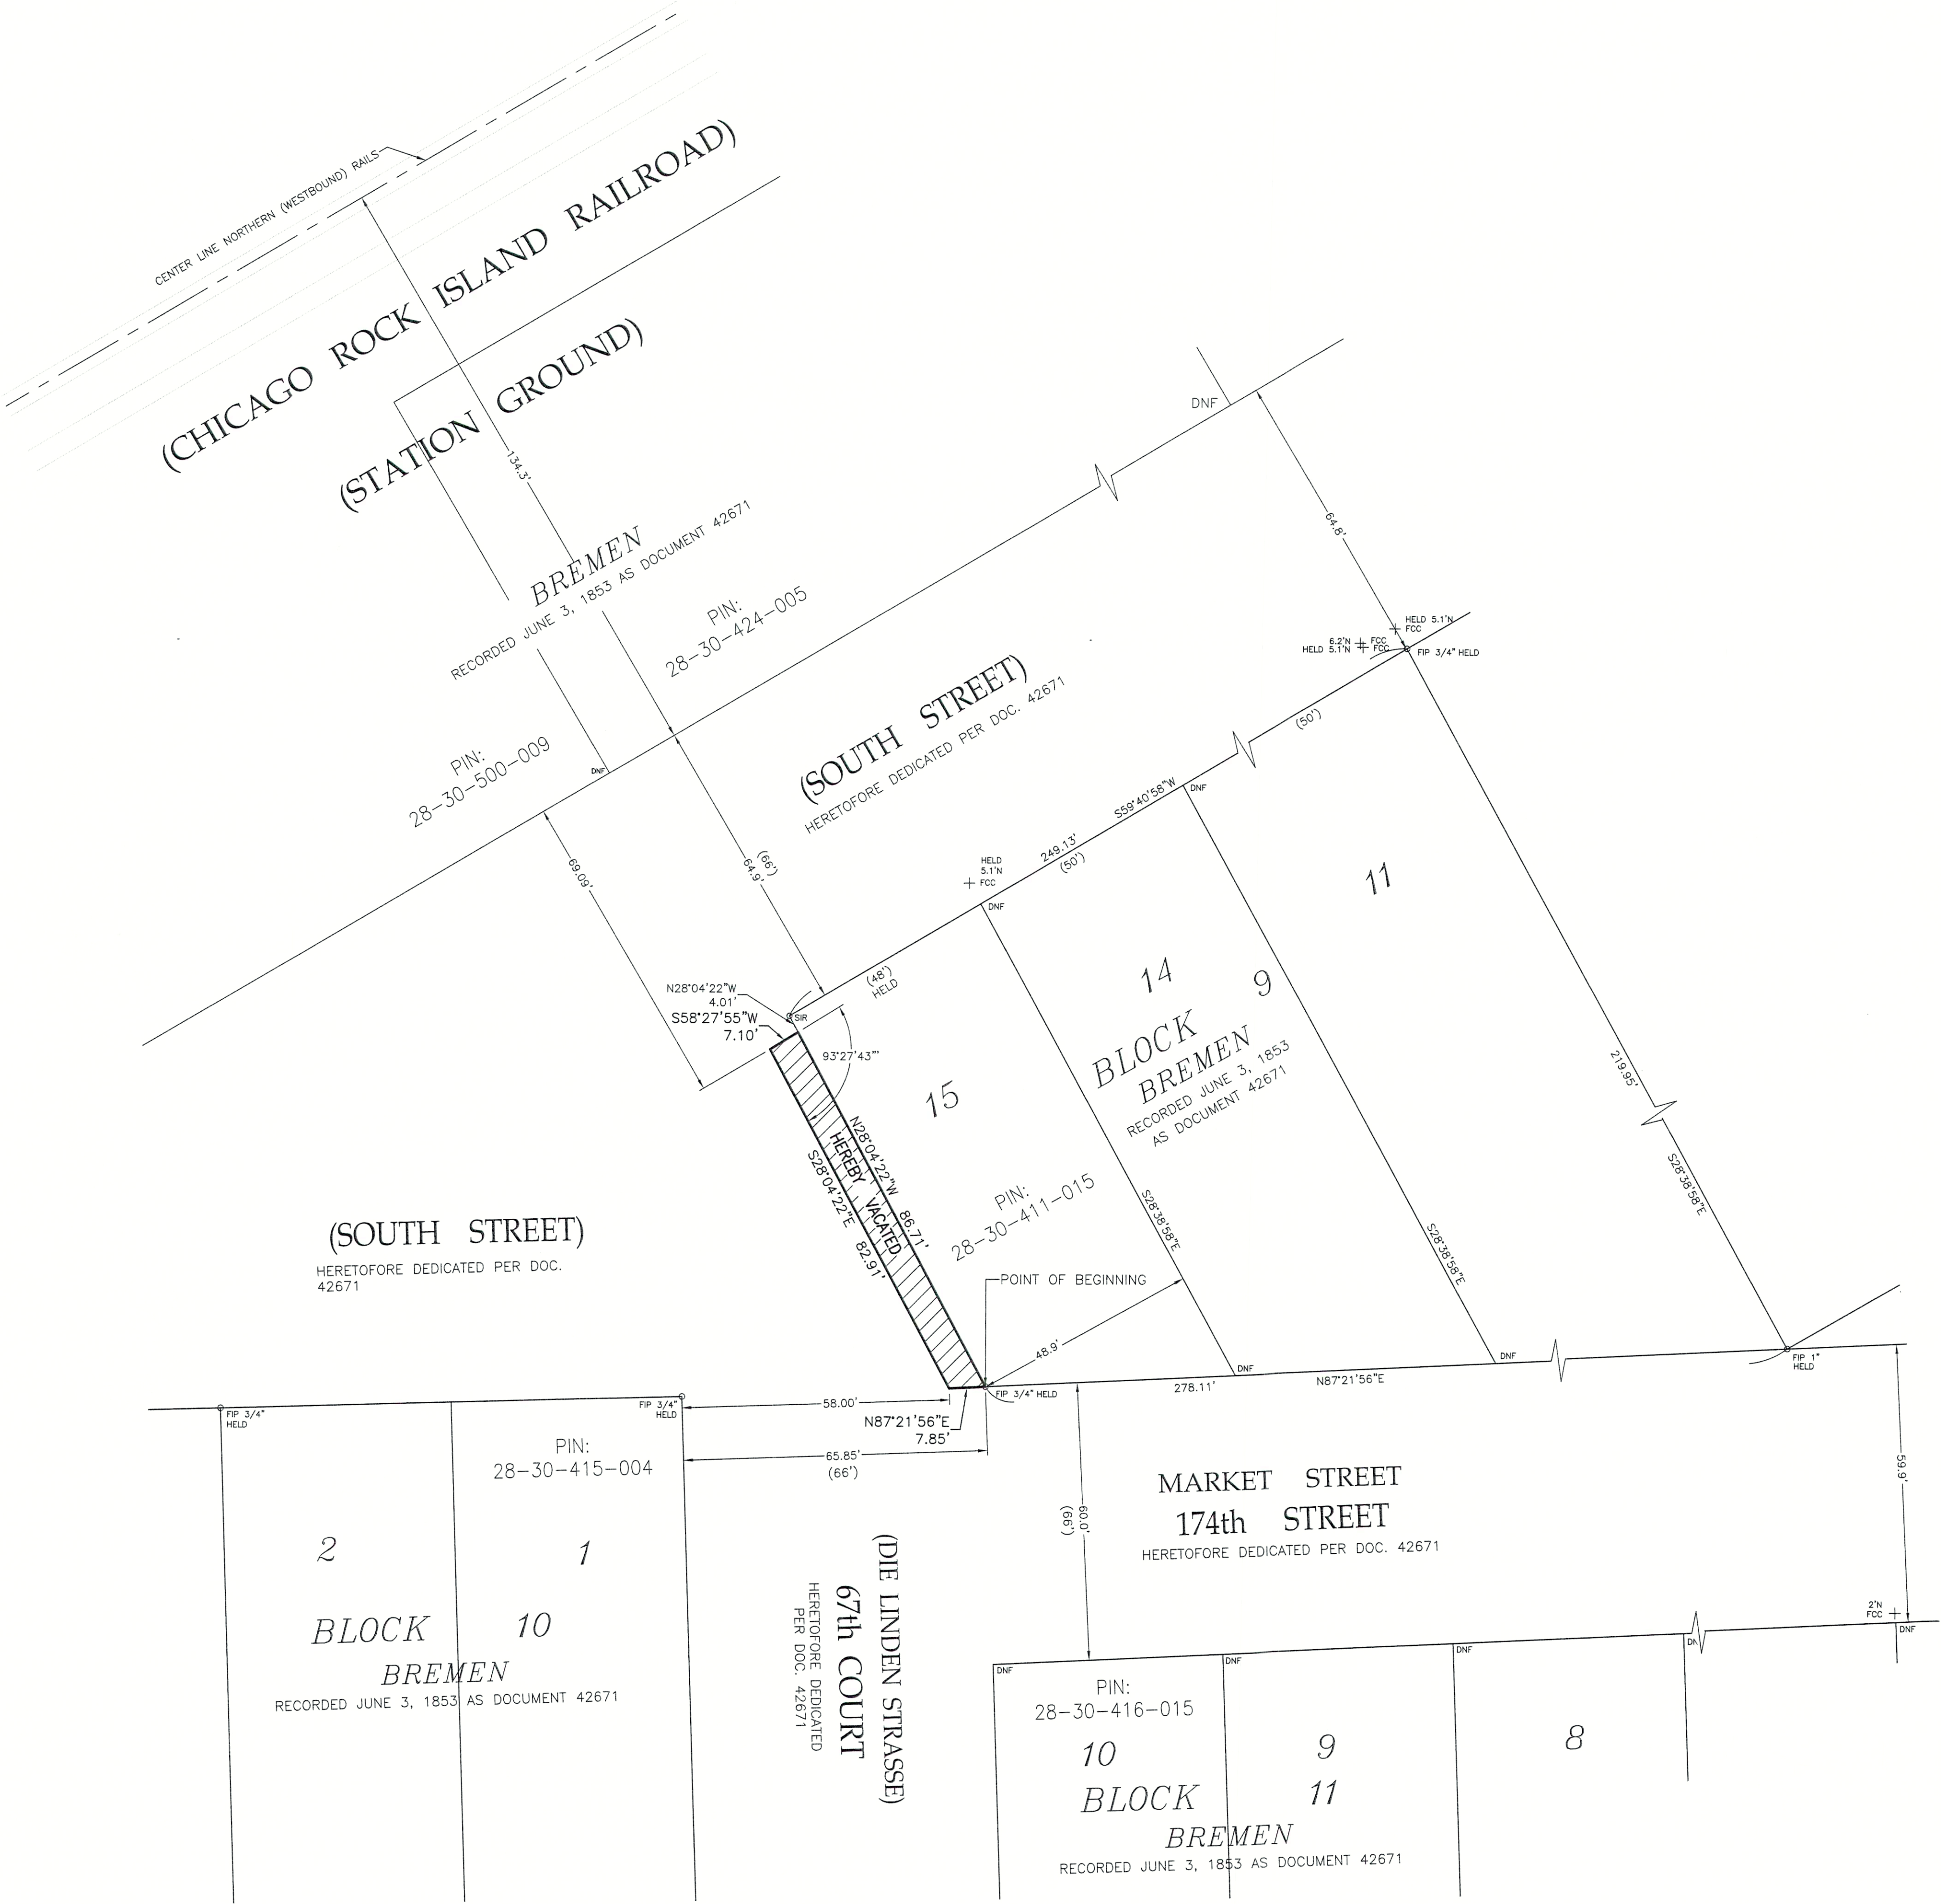 CENTER LINE NORTHERN (WESTBOUND) RAILS
(CHICAGO ROCK ISLAND RAILROAD)
(STATION GROUND)
134.3'
BREMEN
RECORDED JUNE 3, 1853 AS DOCUMENT 42671
PIN:
28-30-424-005
PIN:
28-30-500-009
DNF
DNF
64.8'
HELD 5.1'N
FCC
6.2'N FCC
HELD 5.1'N FCC
FIP 3/4" HELD
(50')
(SOUTH STREET)
HERETOFORE DEDICATED PER DOC. 42671
S59°40'58"W
249.13'
(50')
DNF
69.09'
(66')
64.9'
HELD
5.1'N
FCC
DNF
(48')
HELD
N28°04'22"W
4.01'
SIR
S58°27'55"W
7.10'
93°27'43"'
11
14
9
BLOCK
BREMEN
RECORDED JUNE 3, 1853
AS DOCUMENT 42671
15
PIN:
28-30-411-015
219.95'
S28°38'58"E
S28°38'58"E
S28°38'58"E
N28°04'22"W 86.71'
HEREBY VACATED
S28°04'22"E 82.91'
POINT OF BEGINNING
48.9'
(SOUTH STREET)
HERETOFORE DEDICATED PER DOC.
42671
FIP 3/4" HELD
DNF
DNF
278.11'
N87°21'56"E
FIP 1"
HELD
FIP 3/4"
HELD
FIP 3/4"
HELD
58.00'
N87°21'56"E
7.85'
65.85'
(66')
PIN:
28-30-415-004
2
1
BLOCK 10
BREMEN
RECORDED JUNE 3, 1853 AS DOCUMENT 42671
(DIE LINDEN STRASSE)
67th COURT
HERETOFORE DEDICATED
PER DOC. 42671
60.0'
(66')
MARKET STREET
174th STREET
HERETOFORE DEDICATED PER DOC. 42671
59.9'
2'N
FCC
DNF
DNF
DNF
DNF
DN
PIN:
28-30-416-015
10
9
8
BLOCK 11
BREMEN
RECORDED JUNE 3, 1853 AS DOCUMENT 42671